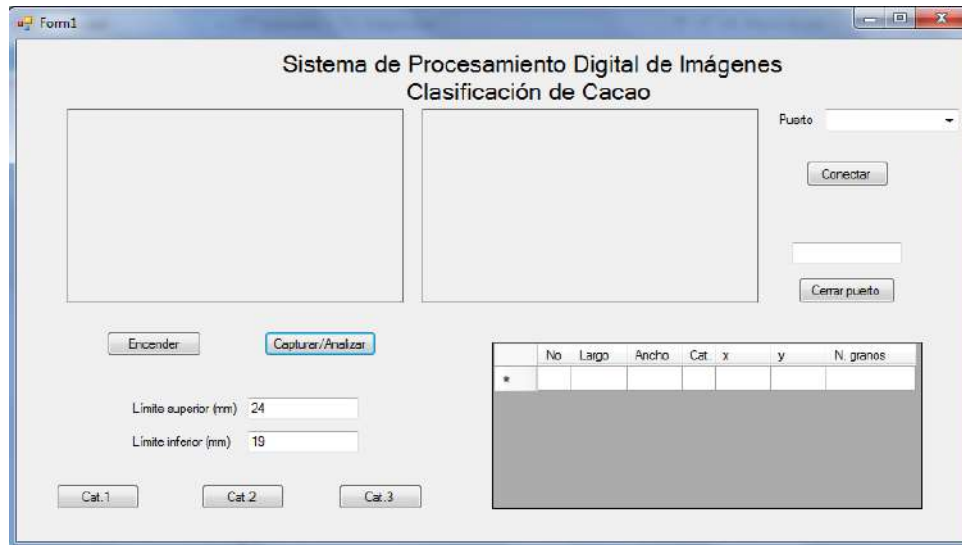 Form1
Sistema de Procesamiento Digital de Imágenes
Clasificación de Cacao
Puerto
Conectar
Cerrar puerto
Encender
Capturar/Analizar
No Largo Ancho Cat. x y N. granos
*
Límite superior (mm) 24
Límite inferior (mm) 19
Cat.1 Cat.2 Cat.3